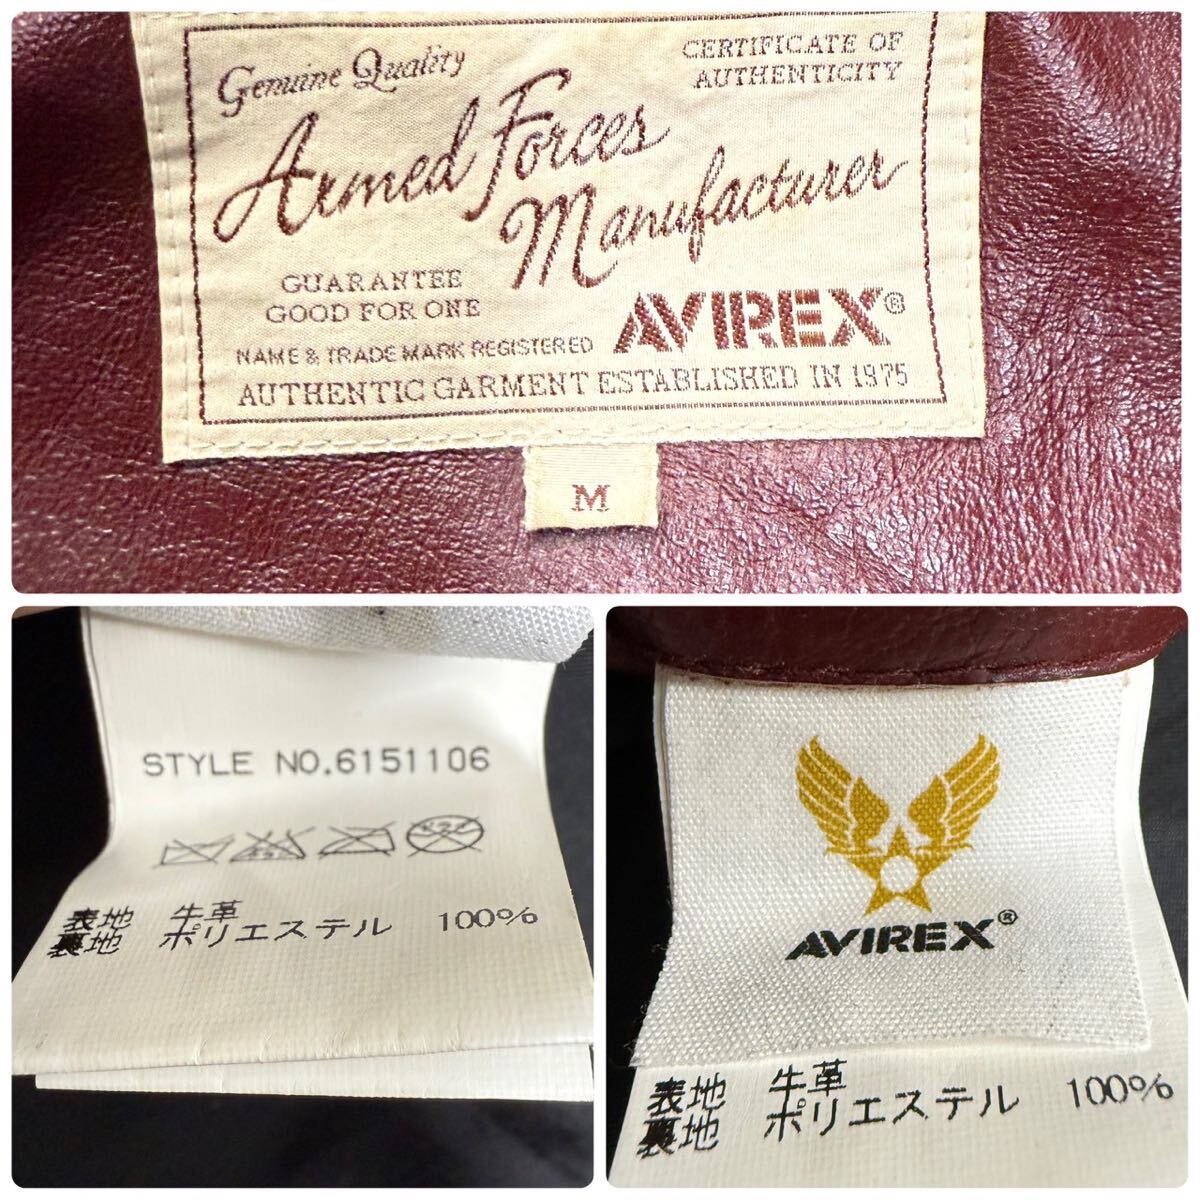 Genuine Quality
CERTIFICATE OF
AUTHENTICITY
Armed Forces
Manufacturer
GUARANTEE
GOOD FOR ONE
NAME & TRADE MARK REGISTERED
AVIREX®
AUTHENTIC GARMENT ESTABLISHED IN 1975
M
STYLE NO.6151106
表地 牛革
裏地 ポリエステル 100%
AVIREX®
表地 牛革
裏地 ポリエステル 100%